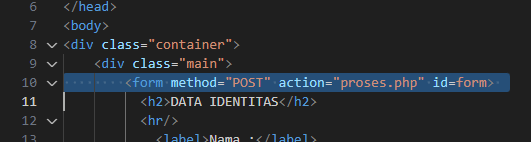 6 </head>
7 <body>
8 <div class="container">
9 <div class="main">
10 <form method="POST" action="proses.php" id=form>
11 <h2>DATA IDENTITAS</h2>
12 <hr/>
13 <label>Nama :</label>